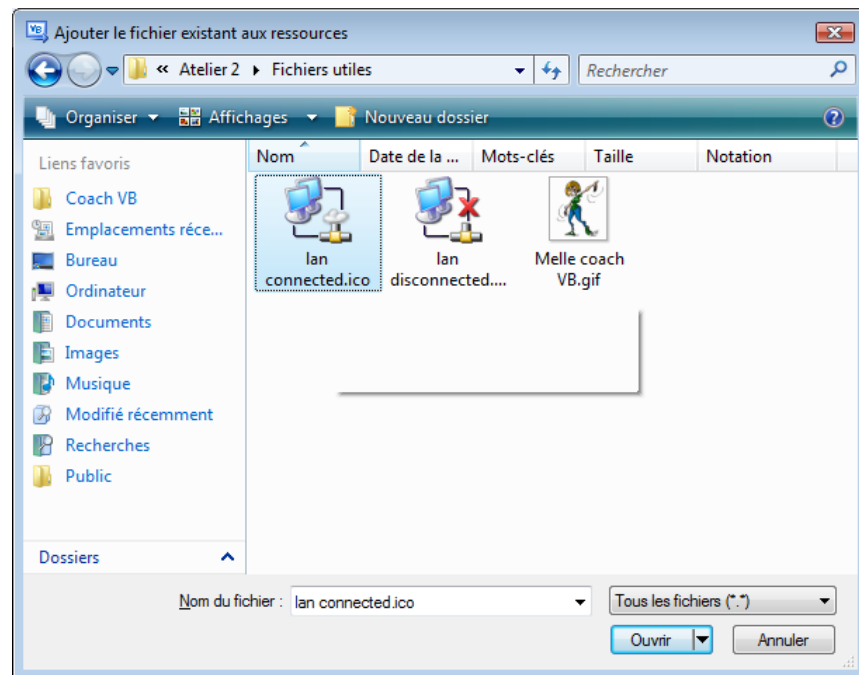 VB
Ajouter le fichier existant aux ressources
« Atelier 2 Fichiers utiles
Rechercher
Organiser Affichages Nouveau dossier
?
Liens favoris
Coach VB
Emplacements réce...
Bureau
Ordinateur
Documents
Images
Musique
Modifié récemment
Recherches
Public
Dossiers
Nom Date de la ... Mots-clés Taille Notation
lan
connected.ico
lan
disconnected....
Melle coach
VB.gif
Nom du fichier : lan connected.ico
Tous les fichiers (*.*)
Ouvrir Annuler